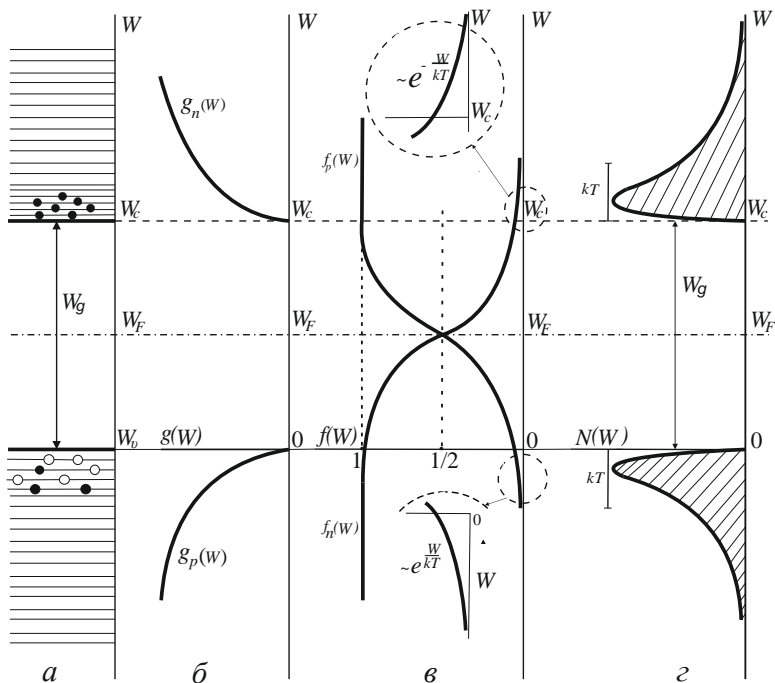 W W W W
g_n(W) ~e^{-W/kT} W_c
f_p(W) kT
W_c W_c W_c W_c
W_g W_g
W_F W_F W_F W_F
W_υ g(W) 0 f(W) 0 N(W) 0
1 1/2
kT
f_n(W) 0
g_p(W) ~e^{W/kT} W
а б в г